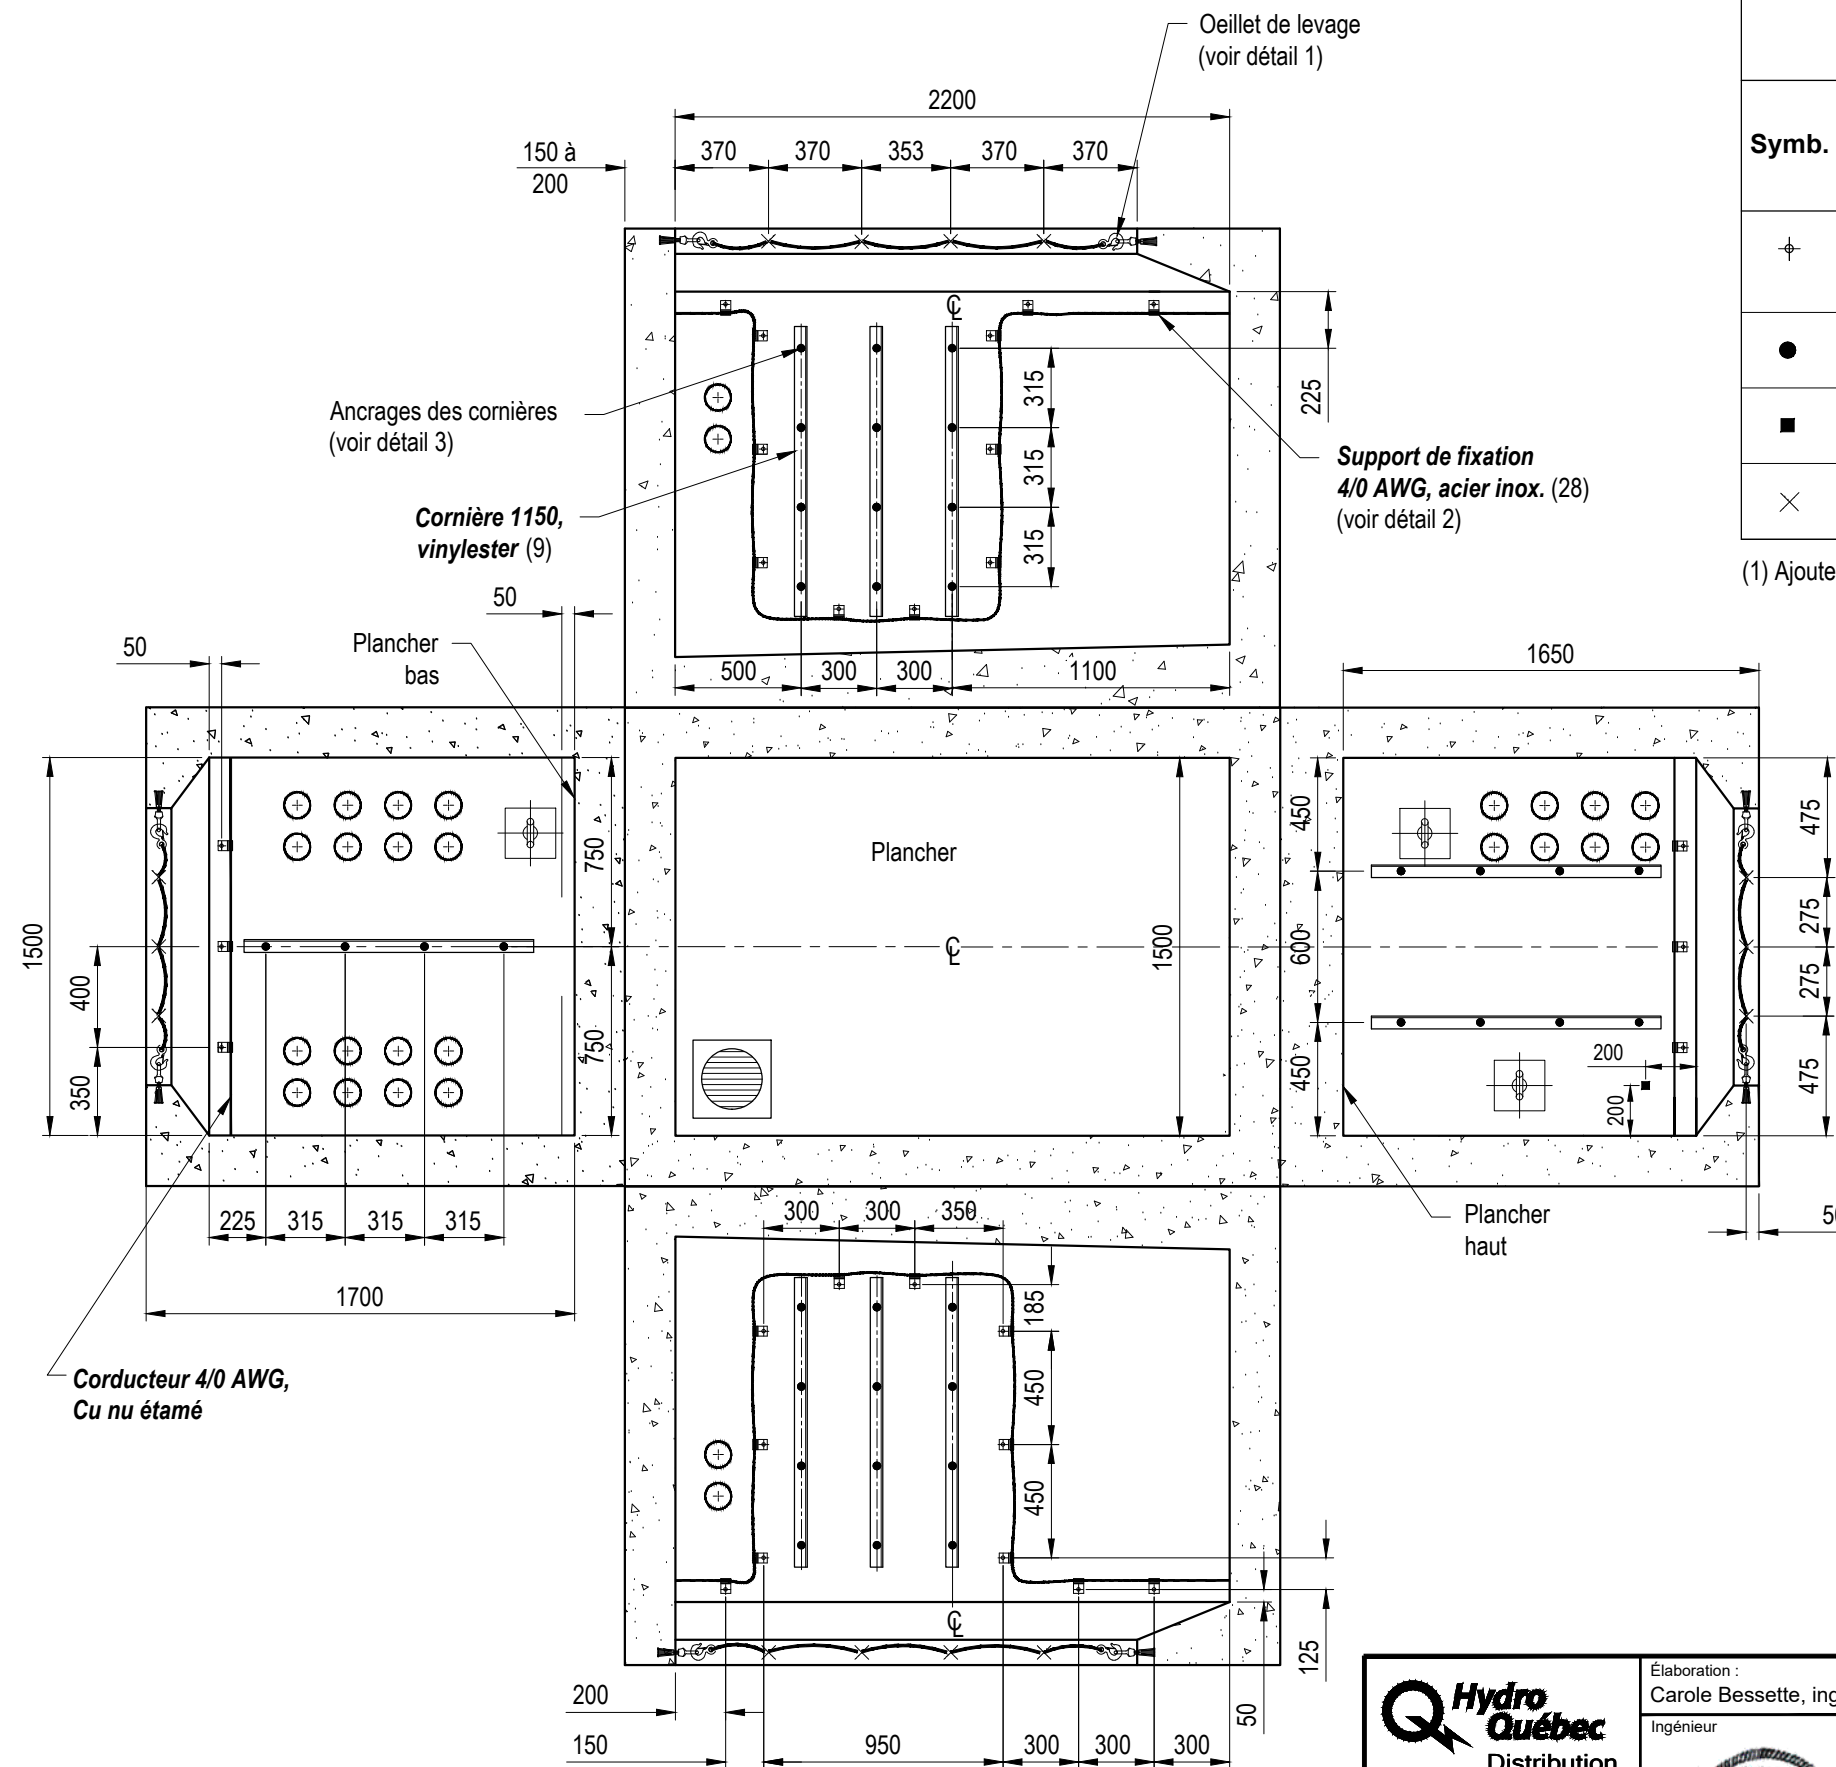 Oeillet de levage
(voir détail 1)
2200
150 à
200
370
370
353
370
370
Symb.
225
315
315
315
Ancrages des cornières
(voir détail 3)
Cornière 1150,
vinylester (9)
Support de fixation
4/0 AWG, acier inox. (28)
(voir détail 2)
(1) Ajoute
50
50
Plancher
bas
500
300
300
1100
1650
1500
400
350
750
750
Plancher
1500
450
600
450
475
275
275
475
200
200
225
315
315
315
1700
300
300
350
Plancher
haut
50
185
450
450
Corducteur 4/0 AWG,
Cu nu étamé
125
50
200
150
950
300
300
300
Hydro
Québec
Distribution
Élaboration :
Carole Bessette, ing
Ingénieur